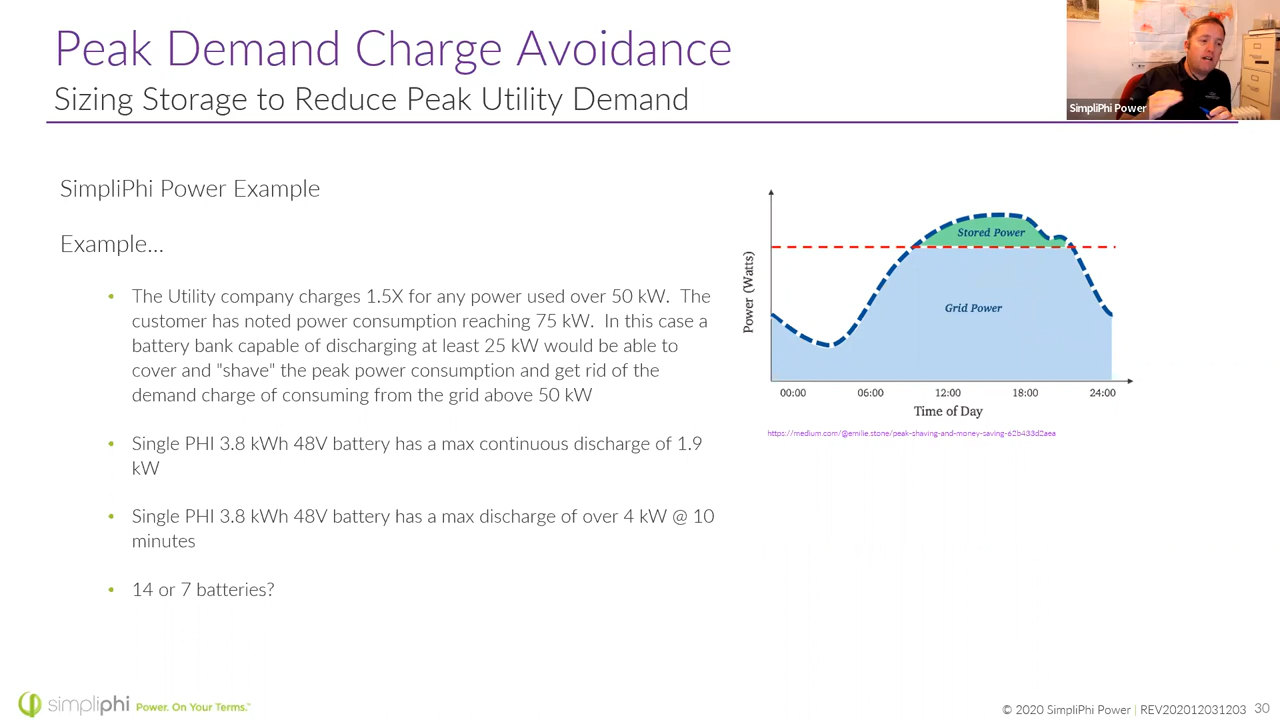 Peak Demand Charge Avoidance
Sizing Storage to Reduce Peak Utility Demand
SimpliPhi Power
SimpliPhi Power Example
Example...
• The Utility company charges 1.5X for any power used over 50 kW. The
customer has noted power consumption reaching 75 kW. In this case a
battery bank capable of discharging at least 25 kW would be able to
cover and "shave" the peak power consumption and get rid of the
demand charge of consuming from the grid above 50 kW
• Single PHI 3.8 kWh 48V battery has a max continuous discharge of 1.9
kW
• Single PHI 3.8 kWh 48V battery has a max discharge of over 4 kW @ 10
minutes
• 14 or 7 batteries?
Power (Watts)
Stored Power
Grid Power
00:00 06:00 12:00 18:00 24:00
Time of Day
https://medium.com/@emilie.stone/peak-shaving-and-money-saving-62b433d2aea
simpliphi Power. On Your Terms.™
© 2020 SimpliPhi Power | REV202012031203 30